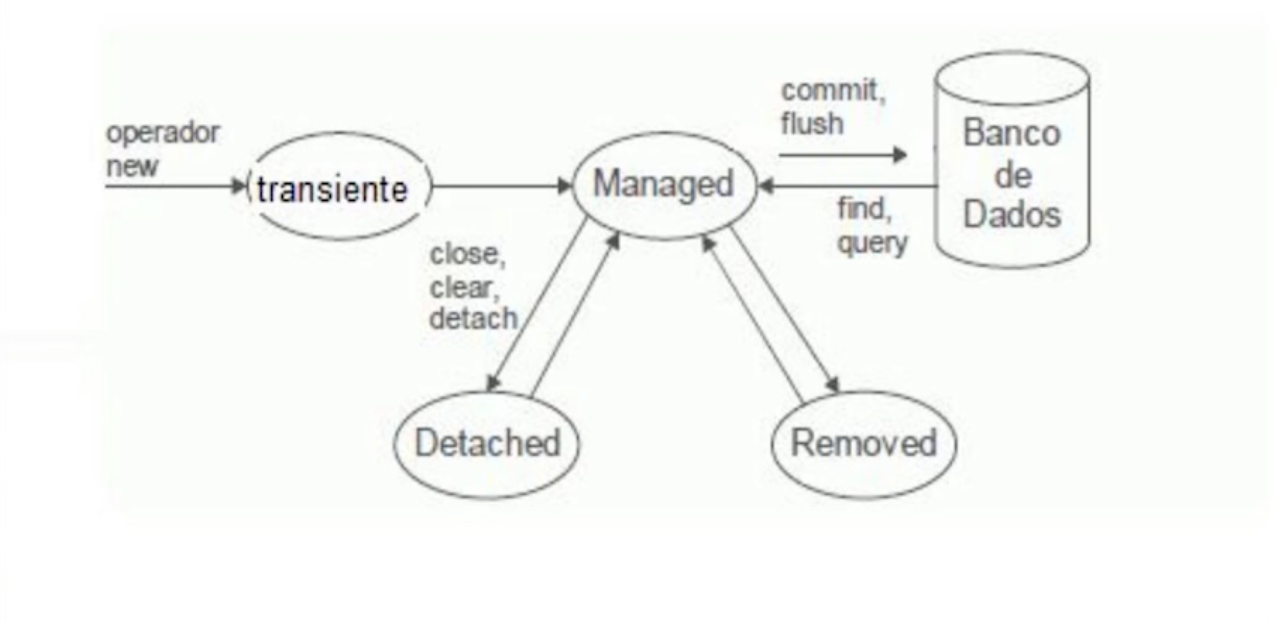 operador
new
transiente
Managed
commit,
flush
find,
query
Banco
de
Dados
close,
clear,
detach
Detached
Removed